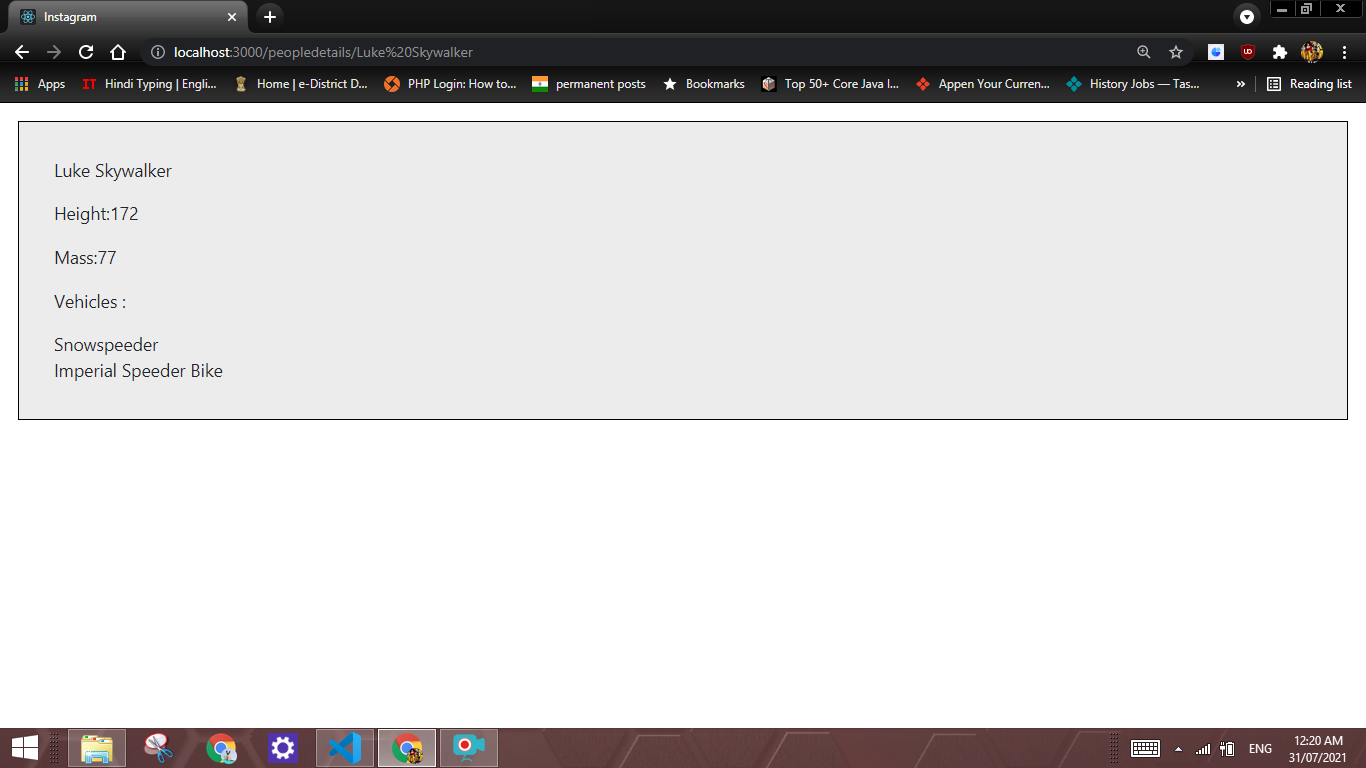 Instagram
localhost:3000/peopledetails/Luke%20Skywalker
Apps
IT Hindi Typing | Engli...
Home | e-District D...
PHP Login: How to...
permanent posts
Bookmarks
Top 50+ Core Java I...
Appen Your Curren...
History Jobs — Tas...
»
Reading list
Luke Skywalker
Height:172
Mass:77
Vehicles :
Snowspeeder
Imperial Speeder Bike
ENG
12:20 AM
31/07/2021